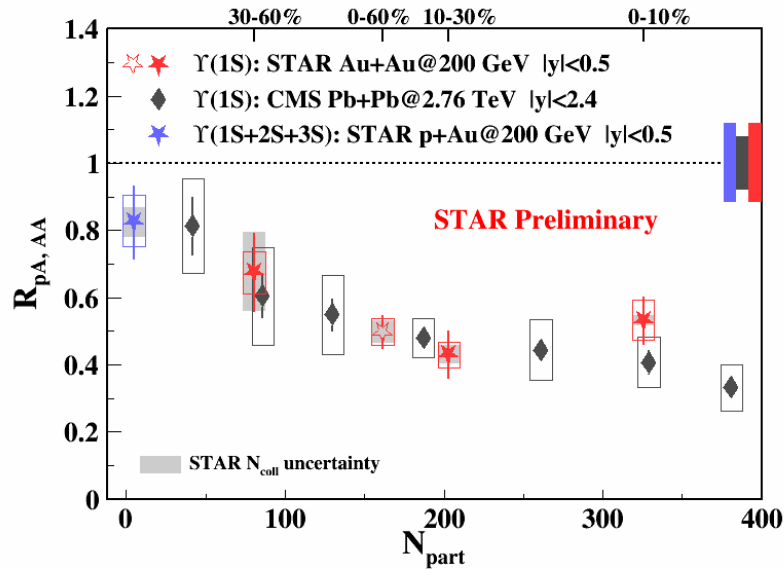 30-60% 0-60% 10-30% 0-10%
1.4
ϒ(1S): STAR Au+Au@200 GeV |y|<0.5
1.2
ϒ(1S): CMS Pb+Pb@2.76 TeV |y|<2.4
ϒ(1S+2S+3S): STAR p+Au@200 GeV |y|<0.5
1
0.8
STAR Preliminary
R_pA, AA
0.6
0.4
0.2
STAR N_coll uncertainty
0
0 100 200 300 400
N_part